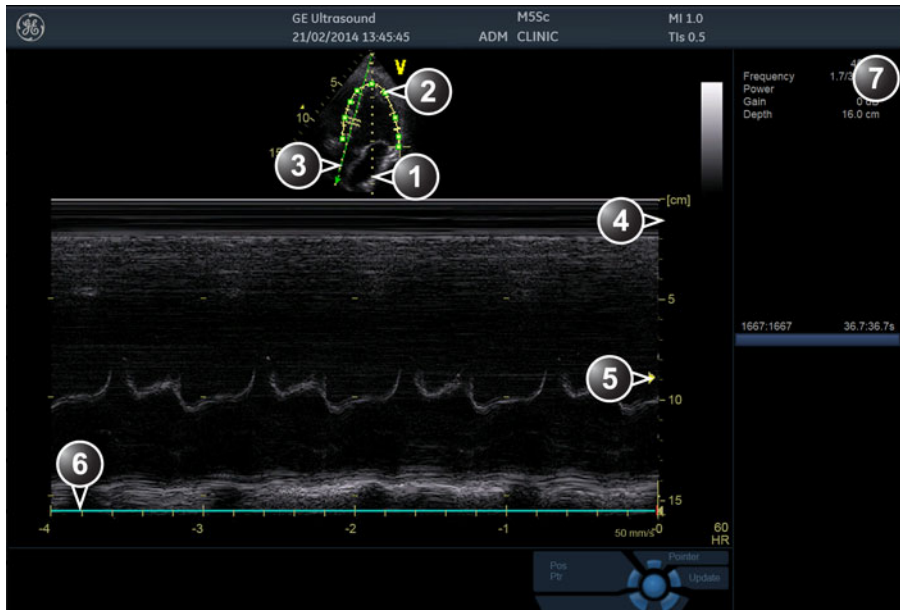 GE Ultrasound M5Sc MI 1.0
21/02/2014 13:45:45 ADM CLINIC TIs 0.5
V
2
5
10
3
1
7
Frequency
Power
Gain
Depth 16.0 cm
4 [cm]
5
1667:1667 36.7:36.7s
5
10
6
15
-4 -3 -2 -1 -0
50 mm/s
60
HR
Pos
Ptr
Pointer
Update